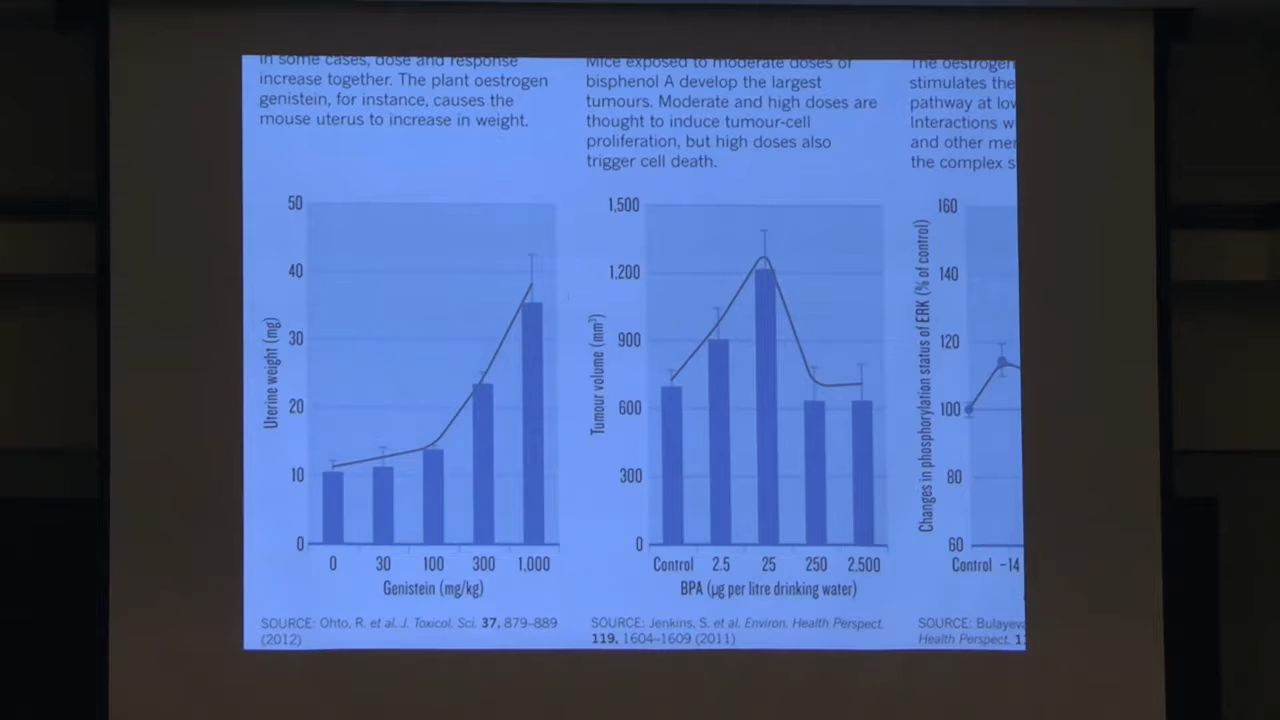 In some cases, dose and response
increase together. The plant oestrogen
genistein, for instance, causes the
mouse uterus to increase in weight.
50
40
30
20
10
0
Uterine weight (mg)
0 30 100 300 1,000
Genistein (mg/kg)
SOURCE: Ohto, R. et al. J. Toxicol. Sci. 37, 879–889
(2012)
Mice exposed to moderate doses of
bisphenol A develop the largest
tumours. Moderate and high doses are
thought to induce tumour-cell
proliferation, but high doses also
trigger cell death.
1,500
1,200
900
600
300
0
Tumour volume (mm³)
Control 2.5 25 250 2,500
BPA (µg per litre drinking water)
SOURCE: Jenkins, S. et al. Environ. Health Perspect.
119, 1604–1609 (2011)
The oestrogen
stimulates the
pathway at
Interactions
and other
the complex
160
140
120
100
80
60
Changes in phosphorylation status of ERK (% of control)
Control –14
SOURCE:
Health Perspect.